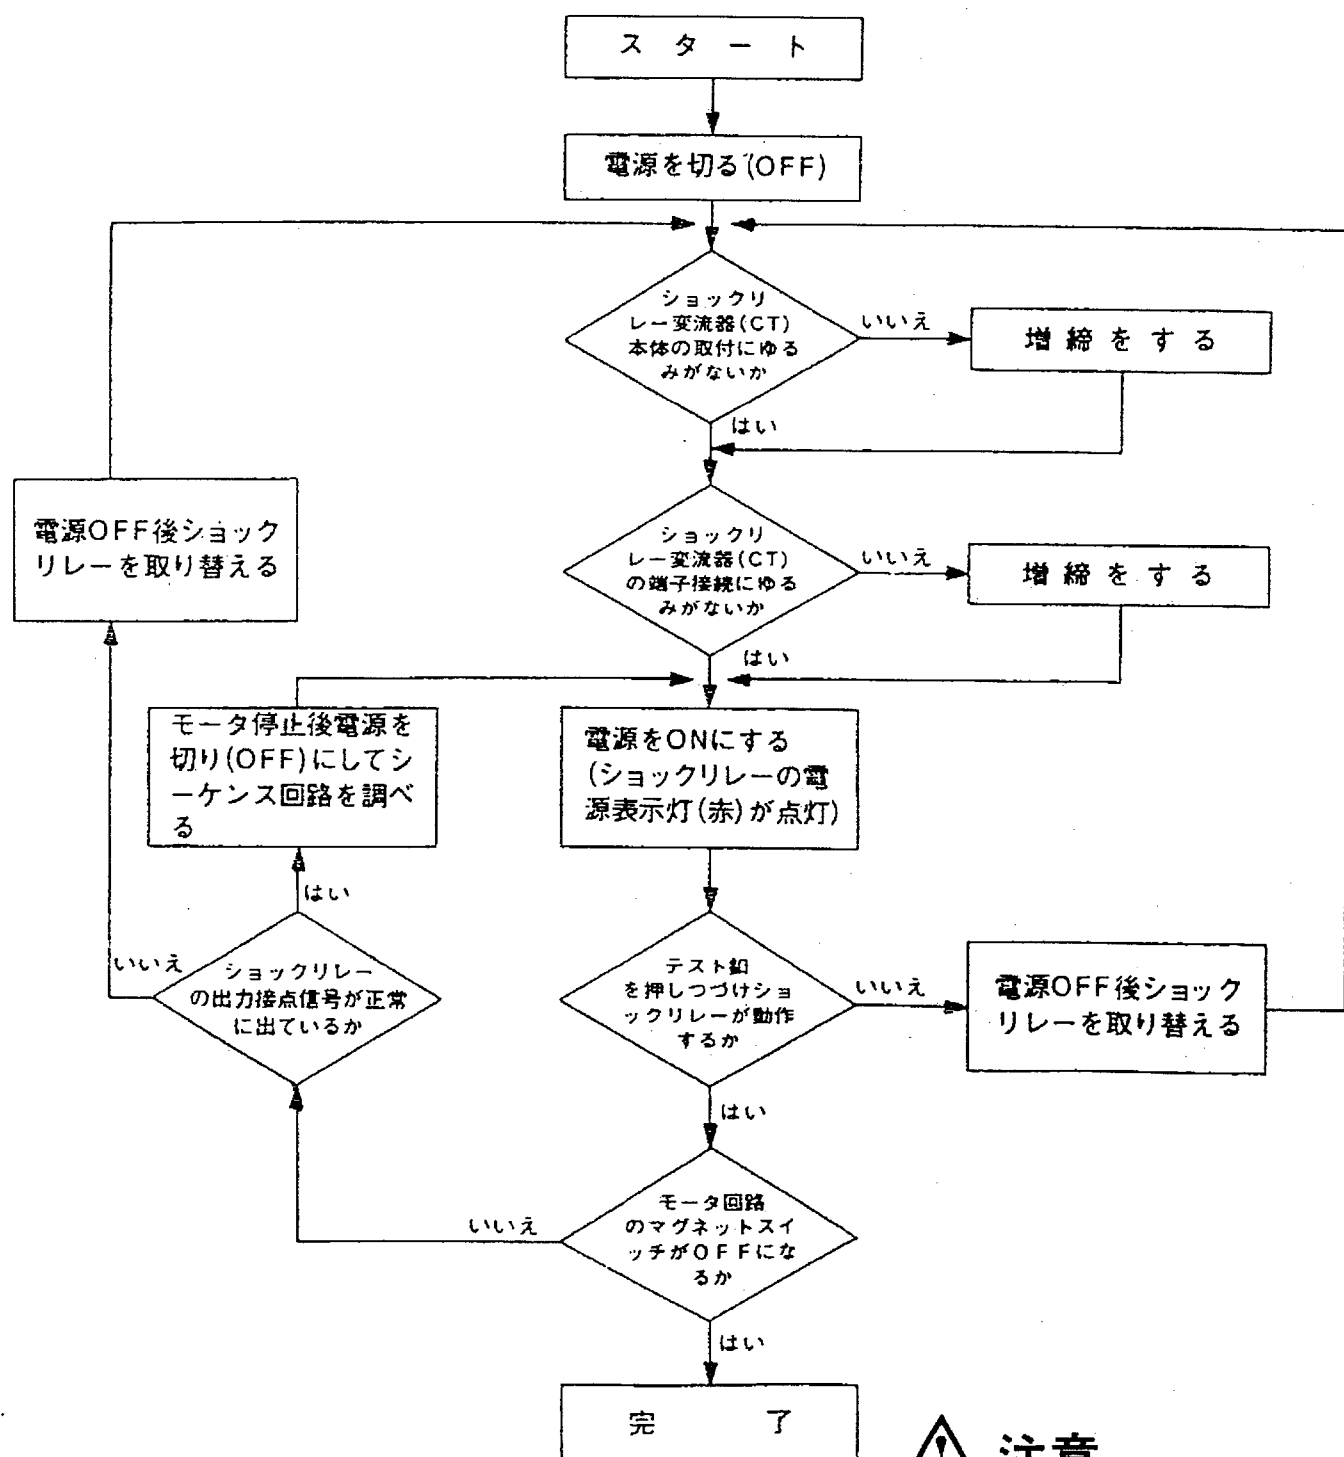 スタート
電源を切る(OFF)
ショックリ
レー変流器(CT)
本体の取付にゆる
みがないか
いいえ
増締をする
はい
ショックリ
レー変流器(CT)
の端子接続にゆる
みがないか
いいえ
増締をする
はい
電源OFF後ショック
リレーを取り替える
モータ停止後電源を
切り(OFF)にしてシ
ーケンス回路を調べ
る
電源をONにする
(ショックリレーの電
源表示灯(赤)が点灯)
はい
いいえ
ショックリレー
の出力接点信号が正常
に出ているか
テスト釦
を押しつづけショ
ックリレーが動作
するか
いいえ
電源OFF後ショック
リレーを取り替える
はい
モータ回路
のマグネットスイ
ッチがOFFにな
るか
いいえ
はい
完了
注意